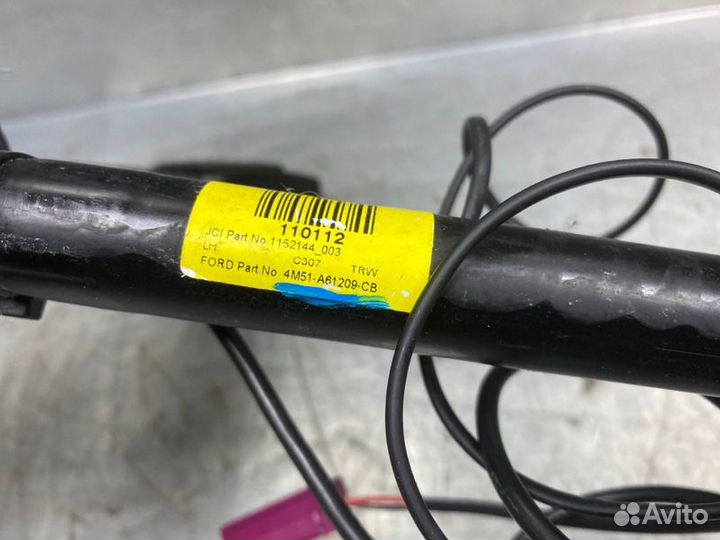 110112
JCI Part No.1152144_003
LH C307 TRW
FORD Part No 4M51-A61209-CB
Avito